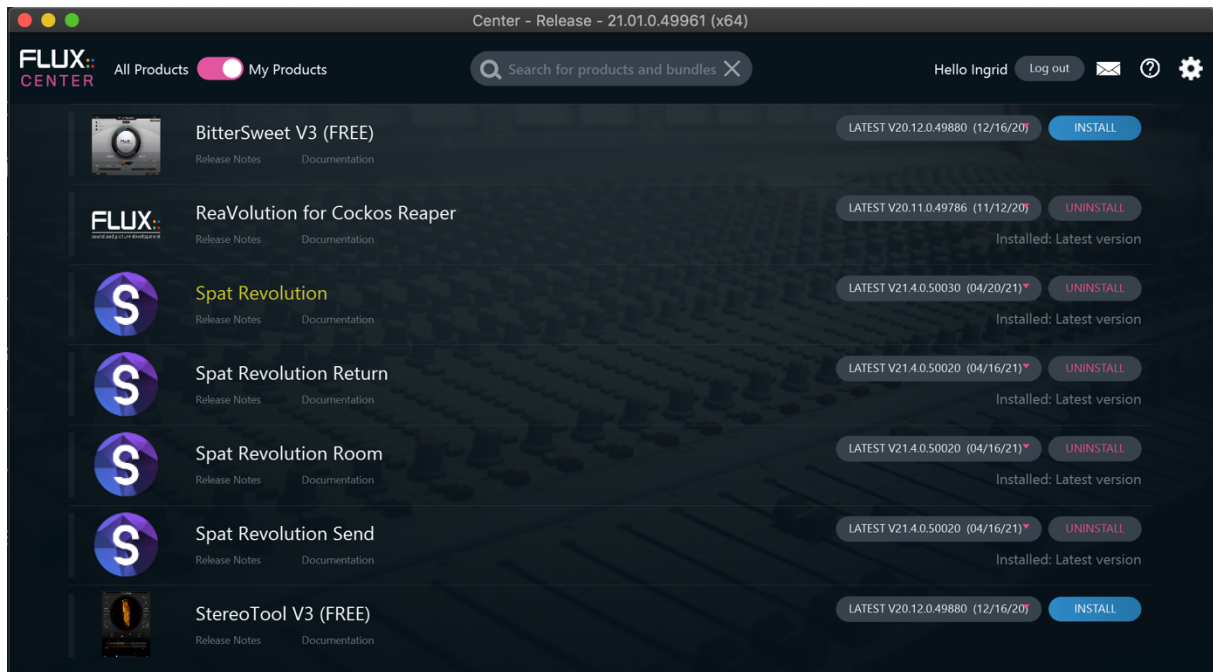 Center - Release - 21.01.0.49961 (x64)
FLUX::
CENTER
All Products
My Products
Search for products and bundles
Hello Ingrid
Log out
BitterSweet V3 (FREE)
LATEST V20.12.0.49880 (12/16/20)
INSTALL
Release Notes
Documentation
FLUX::
sound and picture development
ReaVolution for Cockos Reaper
LATEST V20.11.0.49786 (11/12/20)
UNINSTALL
Release Notes
Documentation
Installed: Latest version
S
Spat Revolution
LATEST V21.4.0.50030 (04/20/21)
UNINSTALL
Release Notes
Documentation
Installed: Latest version
S
Spat Revolution Return
LATEST V21.4.0.50020 (04/16/21)
UNINSTALL
Release Notes
Documentation
Installed: Latest version
S
Spat Revolution Room
LATEST V21.4.0.50020 (04/16/21)
UNINSTALL
Release Notes
Documentation
Installed: Latest version
S
Spat Revolution Send
LATEST V21.4.0.50020 (04/16/21)
UNINSTALL
Release Notes
Documentation
Installed: Latest version
StereoTool V3 (FREE)
LATEST V20.12.0.49880 (12/16/20)
INSTALL
Release Notes
Documentation